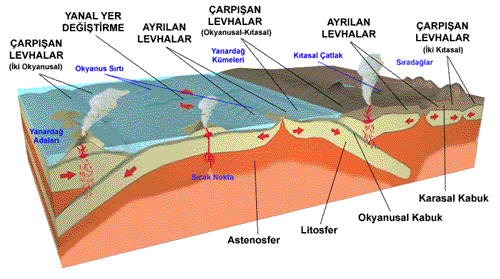 ÇARPIŞAN
LEVHALAR
(İki Okyanusal)
YANAL YER
DEĞİŞTİRME
AYRILAN
LEVHALAR
ÇARPIŞAN
LEVHALAR
(Okyanusal-Kıtasal)
AYRILAN
LEVHALAR
ÇARPIŞAN
LEVHALAR
(İki Kıtasal)
Okyanus Sırtı
Yanardağ
Kümeleri
Kıtasal Çatlak
Sıradağlar
Yanardağ
Adaları
Sıcak Nokta
Astenosfer
Litosfer
Okyanusal Kabuk
Karasal Kabuk